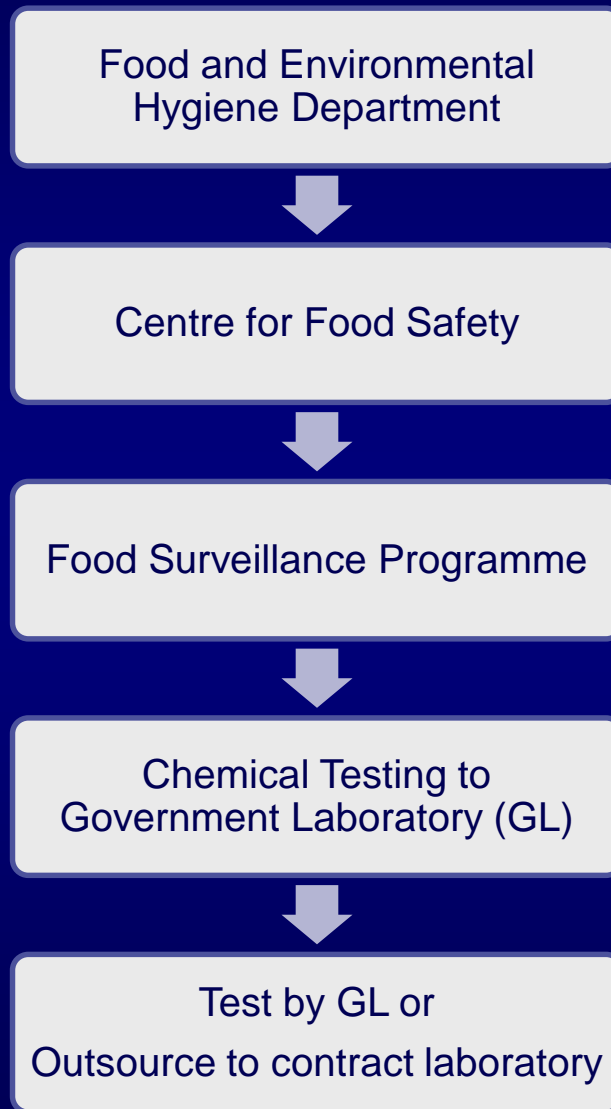 Food and Environmental
Hygiene Department
Centre for Food Safety
Food Surveillance Programme
Chemical Testing to
Government Laboratory (GL)
Test by GL or
Outsource to contract laboratory